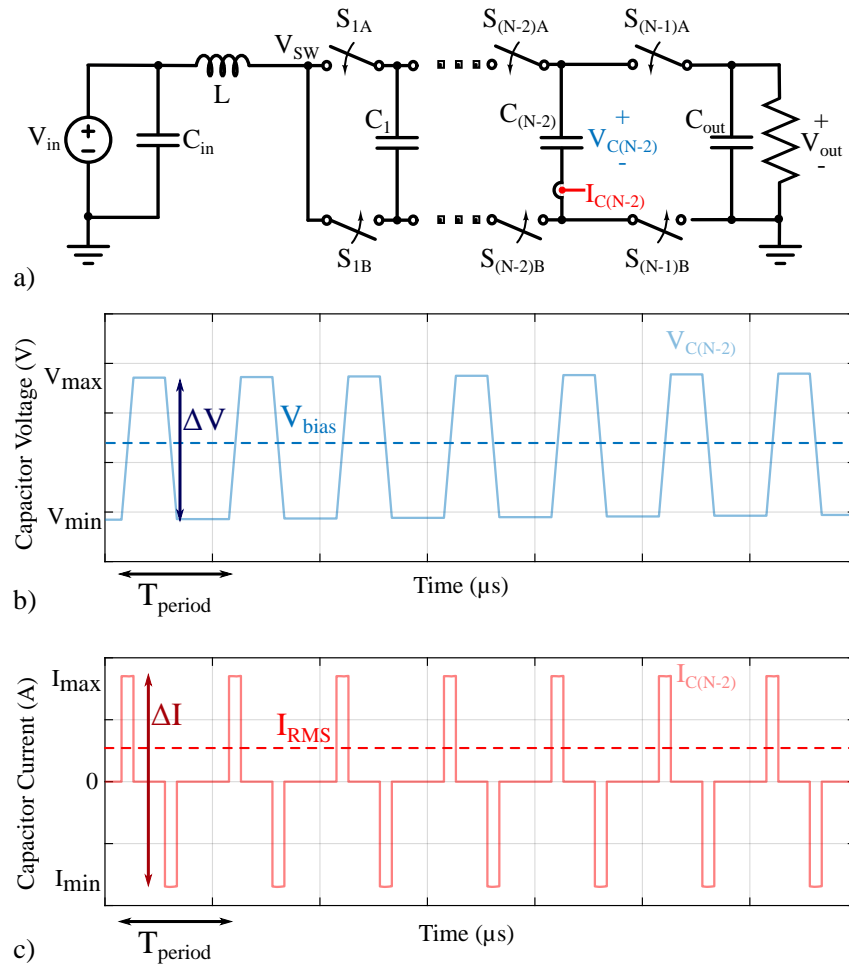 a)
S1A
S(N-2)A
S(N-1)A
VSW
L
Vin
+
-
Cin
C1
C(N-2)
+
VC(N-2)
-
IC(N-2)
Cout
+
Vout
-
S1B
S(N-2)B
S(N-1)B
b)
Capacitor Voltage (V)
Vmax
Vmin
ΔV
Vbias
VC(N-2)
Tperiod
Time (µs)
c)
Capacitor Current (A)
Imax
0
Imin
ΔI
IRMS
IC(N-2)
Tperiod
Time (µs)